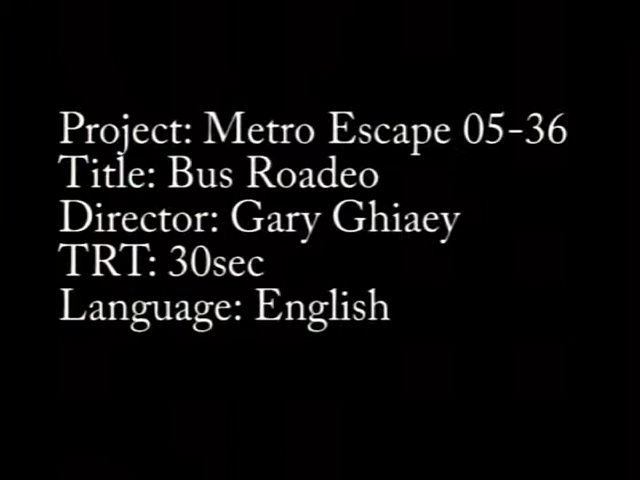 Project: Metro Escape 05-36
Title: Bus Roadeo
Director: Gary Ghiaey
TRT: 30sec
Language: English